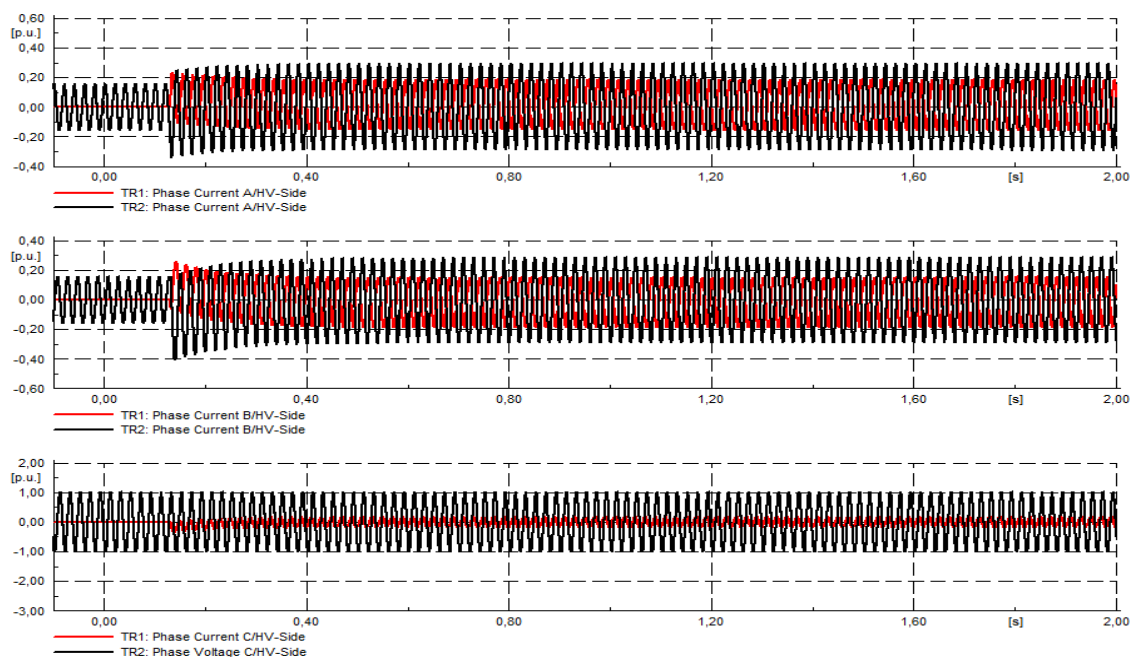 0,60
[p.u.]
0,40
0,20
0,00
-0,20
-0,40
0,00 0,40 0,80 1,20 1,60 [s] 2,00
TR1: Phase Current A/HV-Side
TR2: Phase Current A/HV-Side
0,40
[p.u.]
0,20
0,00
-0,20
-0,40
-0,60
0,00 0,40 0,80 1,20 1,60 [s] 2,00
TR1: Phase Current B/HV-Side
TR2: Phase Current B/HV-Side
2,00
[p.u.]
1,00
0,00
-1,00
-2,00
-3,00
0,00 0,40 0,80 1,20 1,60 [s] 2,00
TR1: Phase Current C/HV-Side
TR2: Phase Voltage C/HV-Side